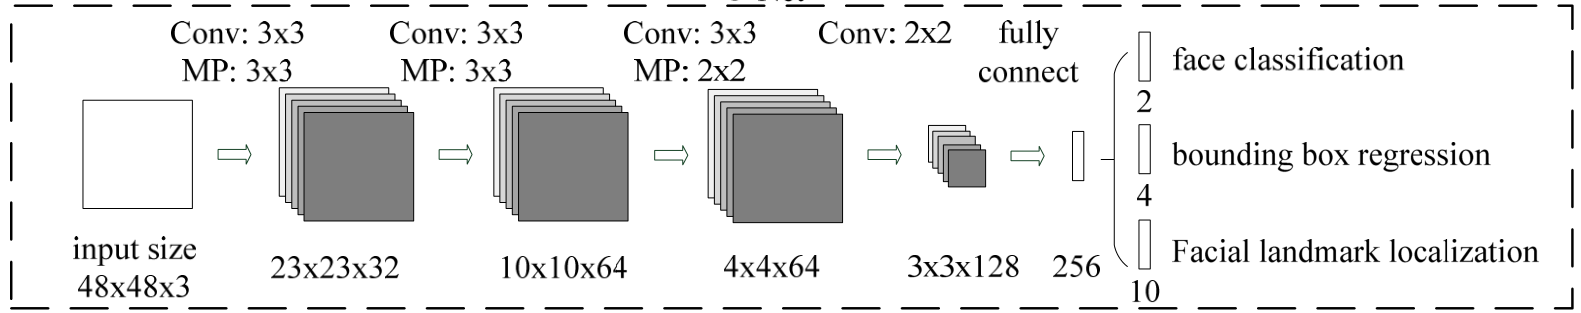 Conv: 3x3
MP: 3x3
Conv: 3x3
MP: 3x3
Conv: 3x3
MP: 2x2
Conv: 2x2
fully
connect
face classification
2
bounding box regression
4
Facial landmark localization
10
input size
48x48x3
23x23x32
10x10x64
4x4x64
3x3x128
256